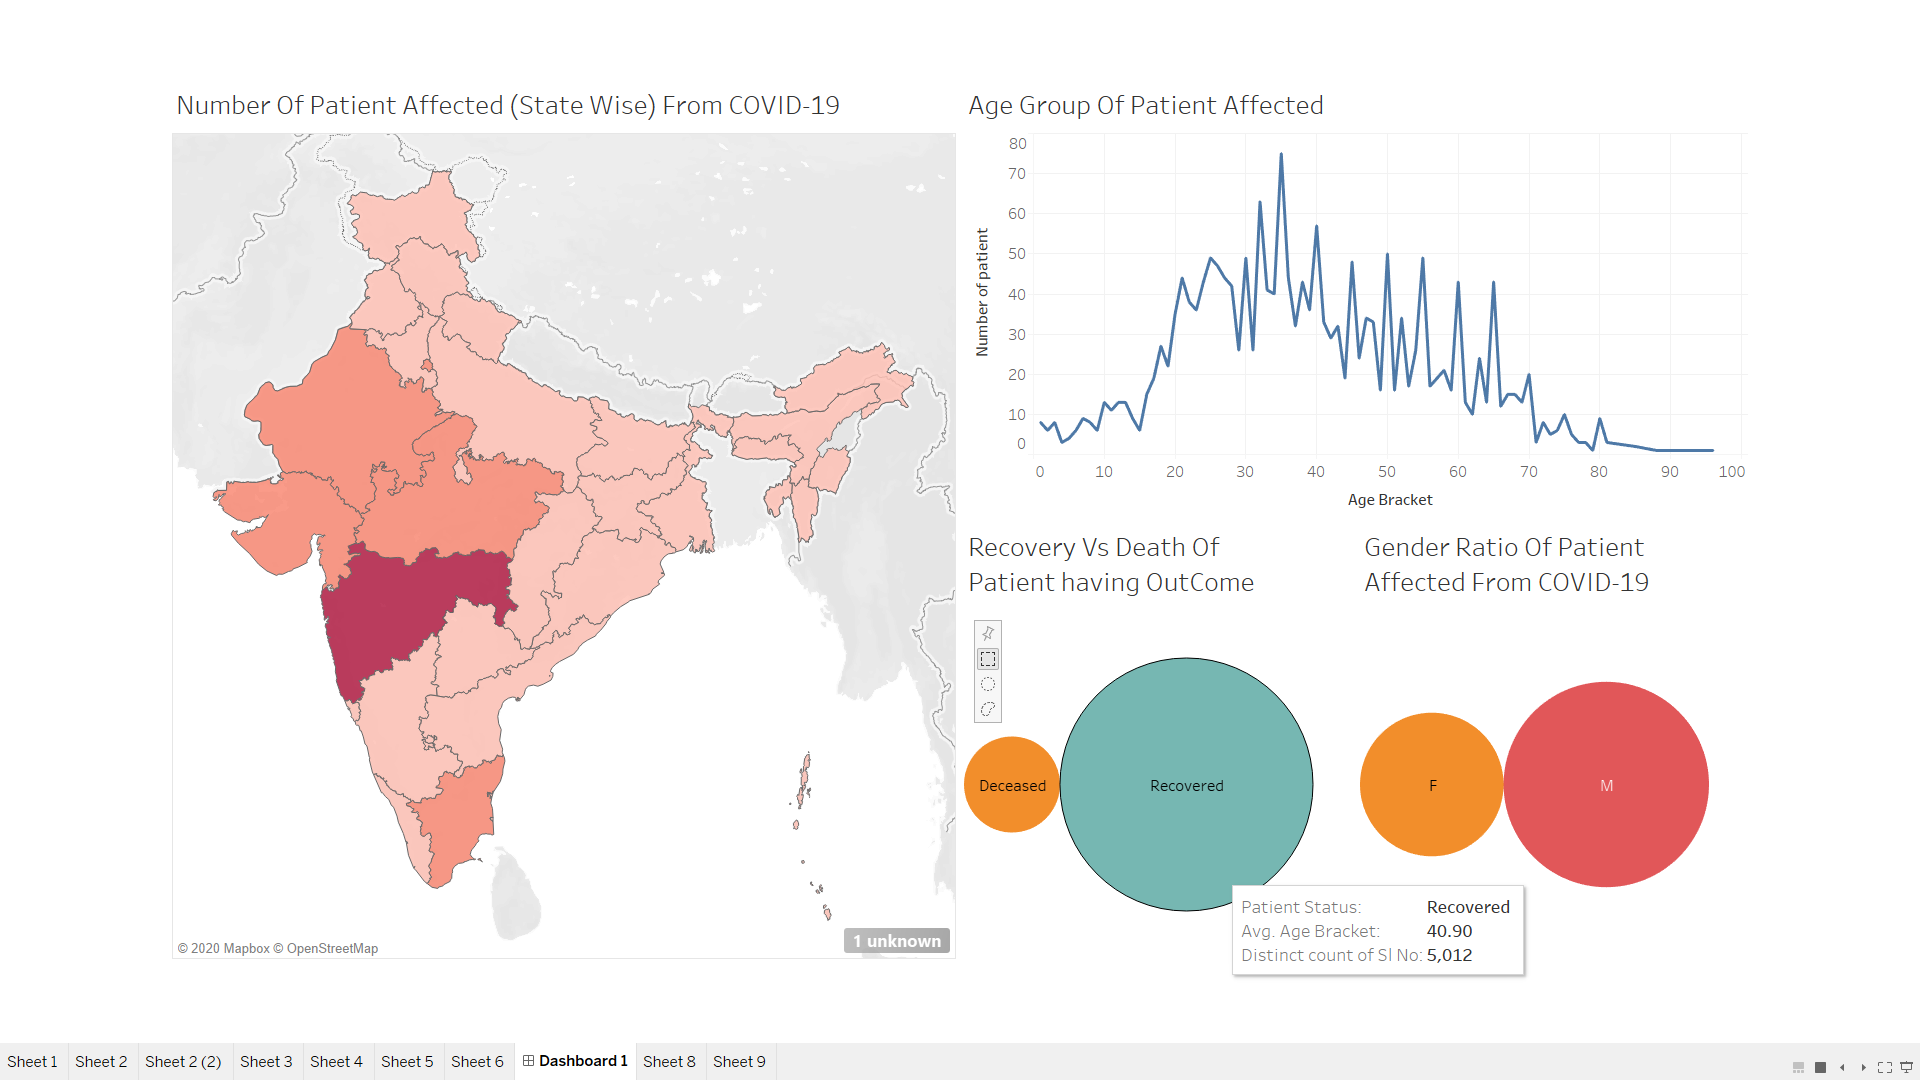 Number Of Patient Affected (State Wise) From COVID-19
© 2020 Mapbox © OpenStreetMap
1 unknown
Age Group Of Patient Affected
80
70
60
50
40
30
20
10
0
Number of patient
0 10 20 30 40 50 60 70 80 90 100
Age Bracket
Recovery Vs Death Of
Patient having OutCome
Deceased
Recovered
Gender Ratio Of Patient
Affected From COVID-19
F
M
Patient Status: Recovered
Avg. Age Bracket: 40.90
Distinct count of Sl No: 5,012
Sheet 1 Sheet 2 Sheet 2 (2) Sheet 3 Sheet 4 Sheet 5 Sheet 6 Dashboard 1 Sheet 8 Sheet 9